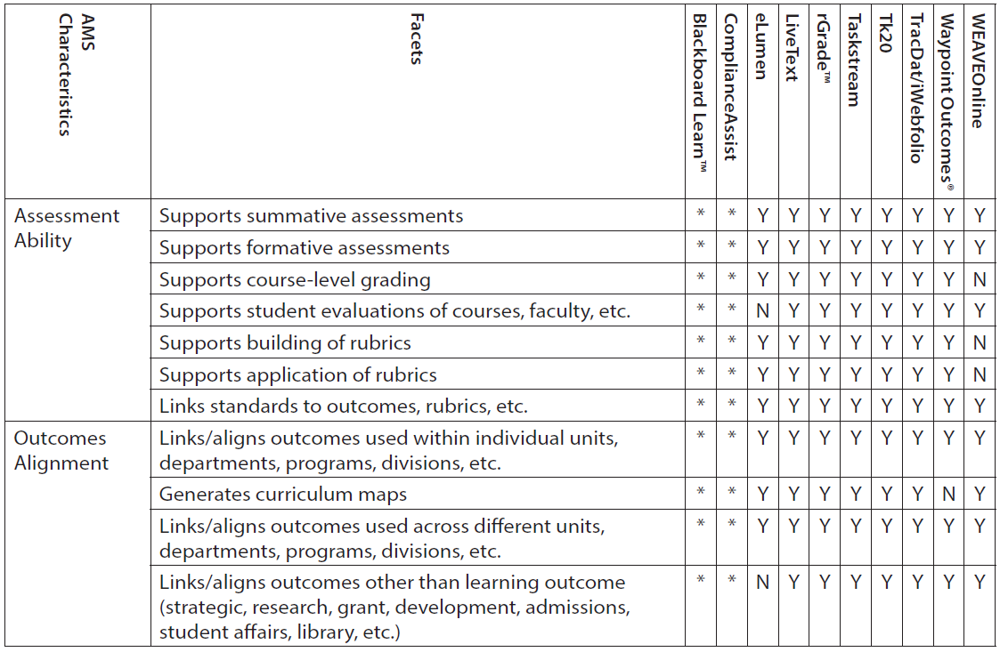 AMS
Characteristics
Facets
Blackboard Learn™
ComplianceAssist
eLumen
LiveText
rGrade™
Taskstream
Tk20
TracDat/iWebfolio
Waypoint Outcomes®
WEAVEOnline
Assessment
Ability
Supports summative assessments * * Y Y Y Y Y Y Y Y
Supports formative assessments * * Y Y Y Y Y Y Y Y
Supports course-level grading * * Y Y Y Y Y Y Y N
Supports student evaluations of courses, faculty, etc. * * N Y Y Y Y Y Y Y
Supports building of rubrics * * Y Y Y Y Y Y Y N
Supports application of rubrics * * Y Y Y Y Y Y Y N
Links standards to outcomes, rubrics, etc. * * Y Y Y Y Y Y Y Y
Outcomes
Alignment
Links/aligns outcomes used within individual units, * * Y Y Y Y Y Y Y Y
departments, programs, divisions, etc.
Generates curriculum maps * * Y Y Y Y Y Y N Y
Links/aligns outcomes used across different units, * * Y Y Y Y Y Y Y Y
departments, programs, divisions, etc.
Links/aligns outcomes other than learning outcome * * N Y Y Y Y Y Y Y
(strategic, research, grant, development, admissions,
student affairs, library, etc.)